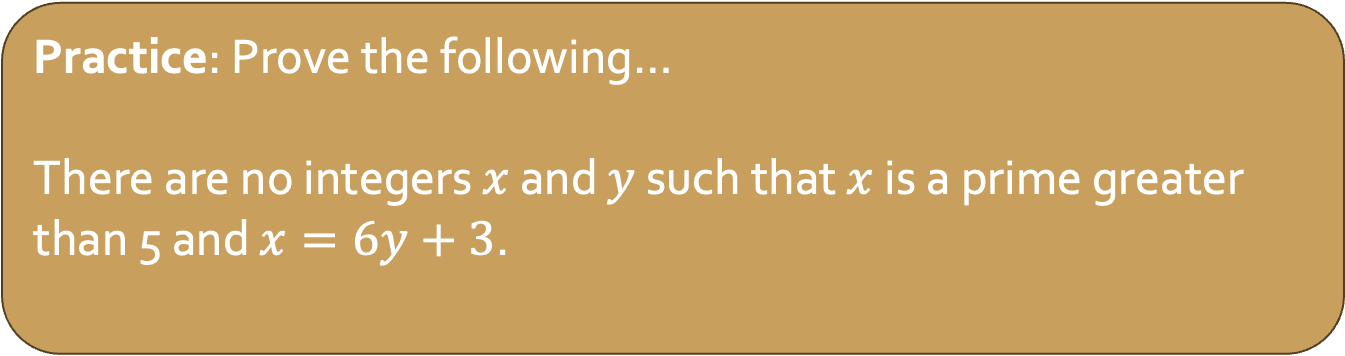 Practice: Prove the following...
There are no integers x and y such that x is a prime greater
than 5 and x = 6y + 3.